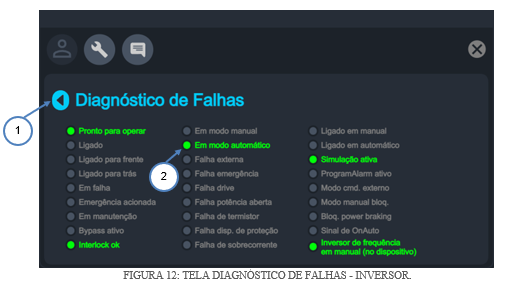 1
Diagnóstico de Falhas
Pronto para operar
Ligado
Ligado para frente
Ligado para trás
Em falha
Emergência acionada
Em manutenção
Bypass ativo
Interlock ok
2
Em modo manual
Em modo automático
Falha externa
Falha emergência
Falha drive
Falha potência aberta
Falha de termistor
Falha disp. de proteção
Falha de sobrecorrente
Ligado em manual
Ligado em automático
Simulação ativa
ProgramAlarm ativo
Modo cmd. externo
Modo manual bloq.
Bloq. power braking
Sinal de OnAuto
Inversor de frequência
em manual (no dispositivo)
FIGURA 12: TELA DIAGNÓSTICO DE FALHAS - INVERSOR.